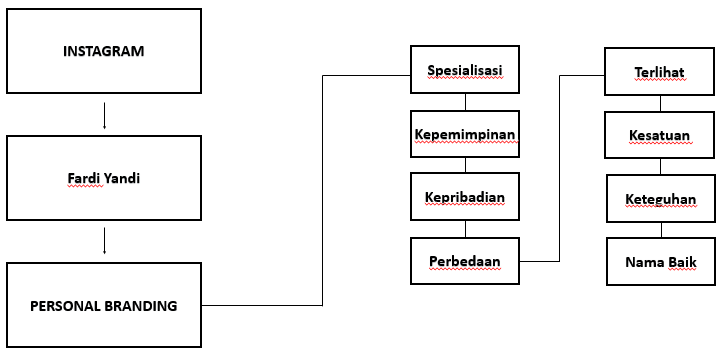 INSTAGRAM
Fardi Yandi
PERSONAL BRANDING
Spesialisasi
Kepemimpinan
Kepribadian
Perbedaan
Terlihat
Kesatuan
Keteguhan
Nama Baik